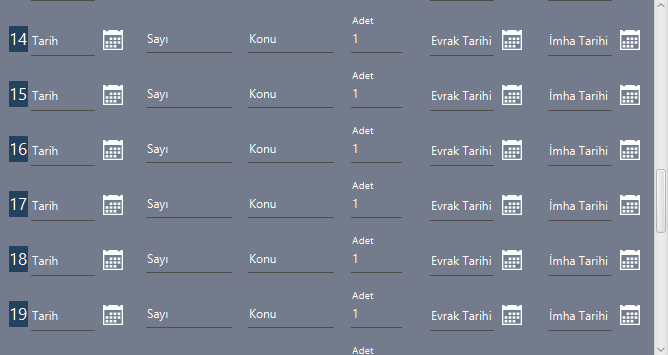 Adet
14 Tarih Sayı Konu 1 Evrak Tarihi İmha Tarihi
Adet
15 Tarih Sayı Konu 1 Evrak Tarihi İmha Tarihi
Adet
16 Tarih Sayı Konu 1 Evrak Tarihi İmha Tarihi
Adet
17 Tarih Sayı Konu 1 Evrak Tarihi İmha Tarihi
Adet
18 Tarih Sayı Konu 1 Evrak Tarihi İmha Tarihi
Adet
19 Tarih Sayı Konu 1 Evrak Tarihi İmha Tarihi
Adet